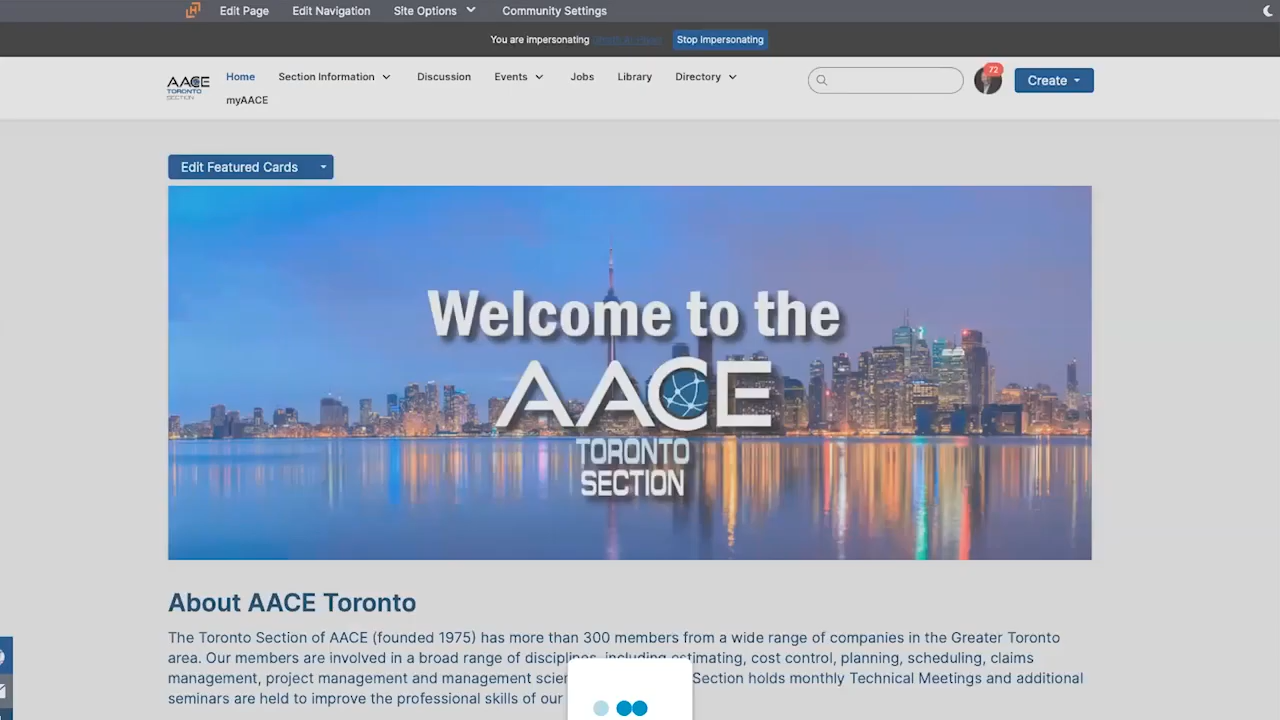 Edit Page Edit Navigation Site Options Community Settings
You are impersonating Stop Impersonating
AACE TORONTO SECTION
Home Section Information Discussion Events Jobs Library Directory
myAACE
72
Create
Edit Featured Cards
Welcome to the
AACE
TORONTO
SECTION
About AACE Toronto
The Toronto Section of AACE (founded 1975) has more than 300 members from a wide range of companies in the Greater Toronto
area. Our members are involved in a broad range of disciplines, including estimating, cost control, planning, scheduling, claims
management, project management and management Section holds monthly Technical Meetings and additional
seminars are held to improve the professional skills of our